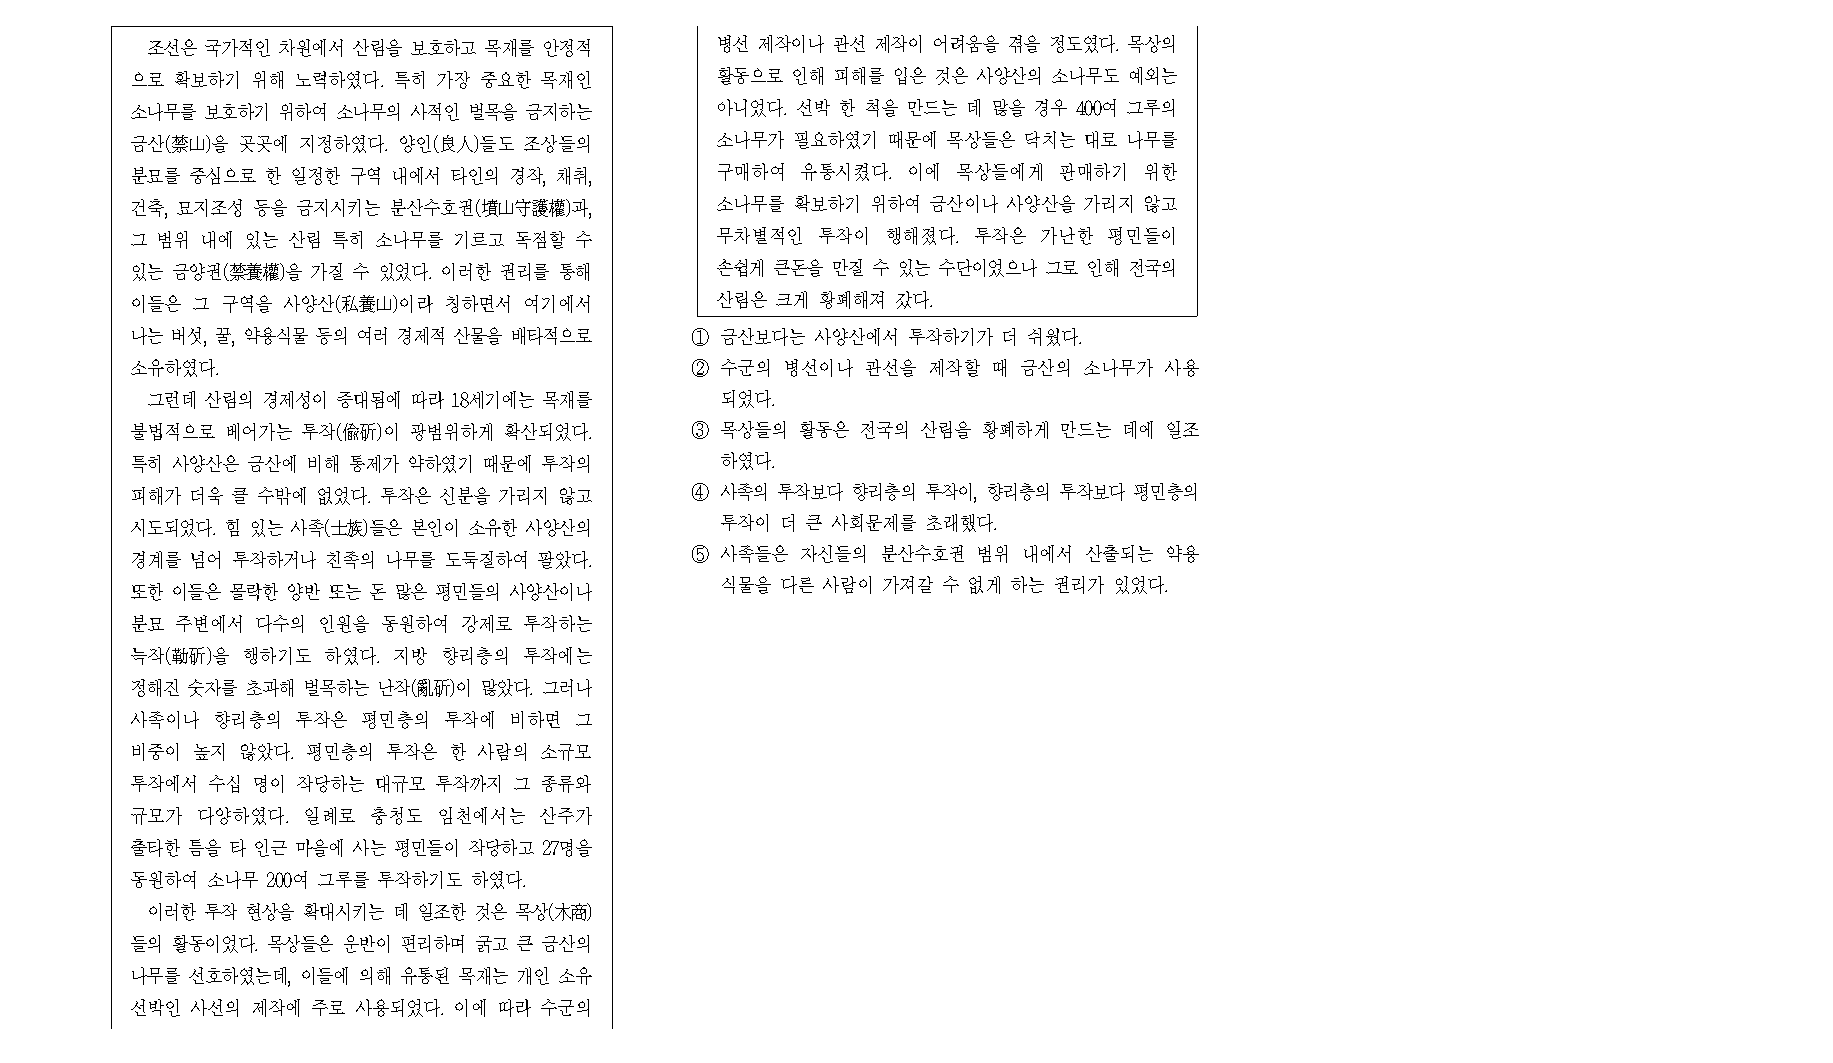 조선은 국가적인 차원에서 산림을 보호하고 목재를 안정적
으로 확보하기 위해 노력하였다. 특히 가장 중요한 목재인
소나무를 보호하기 위하여 소나무의 사적인 벌목을 금지하는
금산(禁山)을 곳곳에 지정하였다. 양인(良人)들도 조상들의
분묘를 중심으로 한 일정한 구역 내에서 타인의 경작, 채취,
건축, 묘지조성 등을 금지시키는 분산수호권(墳山守護權)과,
그 범위 내에 있는 산림 특히 소나무를 기르고 독점할 수
있는 금양권(禁養權)을 가질 수 있었다. 이러한 권리를 통해
이들은 그 구역을 사양산(私養山)이라 칭하면서 여기에서
나는 버섯, 꿀, 약용식물 등의 여러 경제적 산물을 배타적으로
소유하였다.
그런데 산림의 경제성이 증대됨에 따라 18세기에는 목재를
불법적으로 베어가는 투작(偸斫)이 광범위하게 확산되었다.
특히 사양산은 금산에 비해 통제가 약하였기 때문에 투작의
피해가 더욱 클 수밖에 없었다. 투작은 신분을 가리지 않고
시도되었다. 힘 있는 사족(士族)들은 본인이 소유한 사양산의
경계를 넘어 투작하거나 친족의 나무를 도둑질하여 팔았다.
또한 이들은 몰락한 양반 또는 돈 많은 평민들의 사양산이나
분묘 주변에서 다수의 인원을 동원하여 강제로 투작하는
늑작(勒斫)을 행하기도 하였다. 지방 향리층의 투작에는
정해진 숫자를 초과해 벌목하는 난작(亂斫)이 많았다. 그러나
사족이나 향리층의 투작은 평민층의 투작에 비하면 그
비중이 높지 않았다. 평민층의 투작은 한 사람의 소규모
투작에서 수십 명이 작당하는 대규모 투작까지 그 종류와
규모가 다양하였다. 일례로 충청도 임천에서는 산주가
출타한 틈을 타 인근 마을에 사는 평민들이 작당하고 27명을
동원하여 소나무 200여 그루를 투작하기도 하였다.
이러한 투작 현상을 확대시키는 데 일조한 것은 목상(木商)
들의 활동이었다. 목상들은 운반이 편리하며 굵고 큰 금산의
나무를 선호하였는데, 이들에 의해 유통된 목재는 개인 소유
선박인 사선의 제작에 주로 사용되었다. 이에 따라 수군의
병선 제작이나 관선 제작이 어려움을 겪을 정도였다. 목상의
활동으로 인해 피해를 입은 것은 사양산의 소나무도 예외는
아니었다. 선박 한 척을 만드는 데 많을 경우 400여 그루의
소나무가 필요하였기 때문에 목상들은 닥치는 대로 나무를
구매하여 유통시켰다. 이에 목상들에게 판매하기 위한
소나무를 확보하기 위하여 금산이나 사양산을 가리지 않고
무차별적인 투작이 행해졌다. 투작은 가난한 평민들이
손쉽게 큰돈을 만질 수 있는 수단이었으나 그로 인해 전국의
산림은 크게 황폐해져 갔다.
① 금산보다는 사양산에서 투작하기가 더 쉬웠다.
② 수군의 병선이나 관선을 제작할 때 금산의 소나무가 사용
되었다.
③ 목상들의 활동은 전국의 산림을 황폐하게 만드는 데에 일조
하였다.
④ 사족의 투작보다 향리층의 투작이, 향리층의 투작보다 평민층의
투작이 더 큰 사회문제를 초래했다.
⑤ 사족들은 자신들의 분산수호권 범위 내에서 산출되는 약용
식물을 다른 사람이 가져갈 수 없게 하는 권리가 있었다.